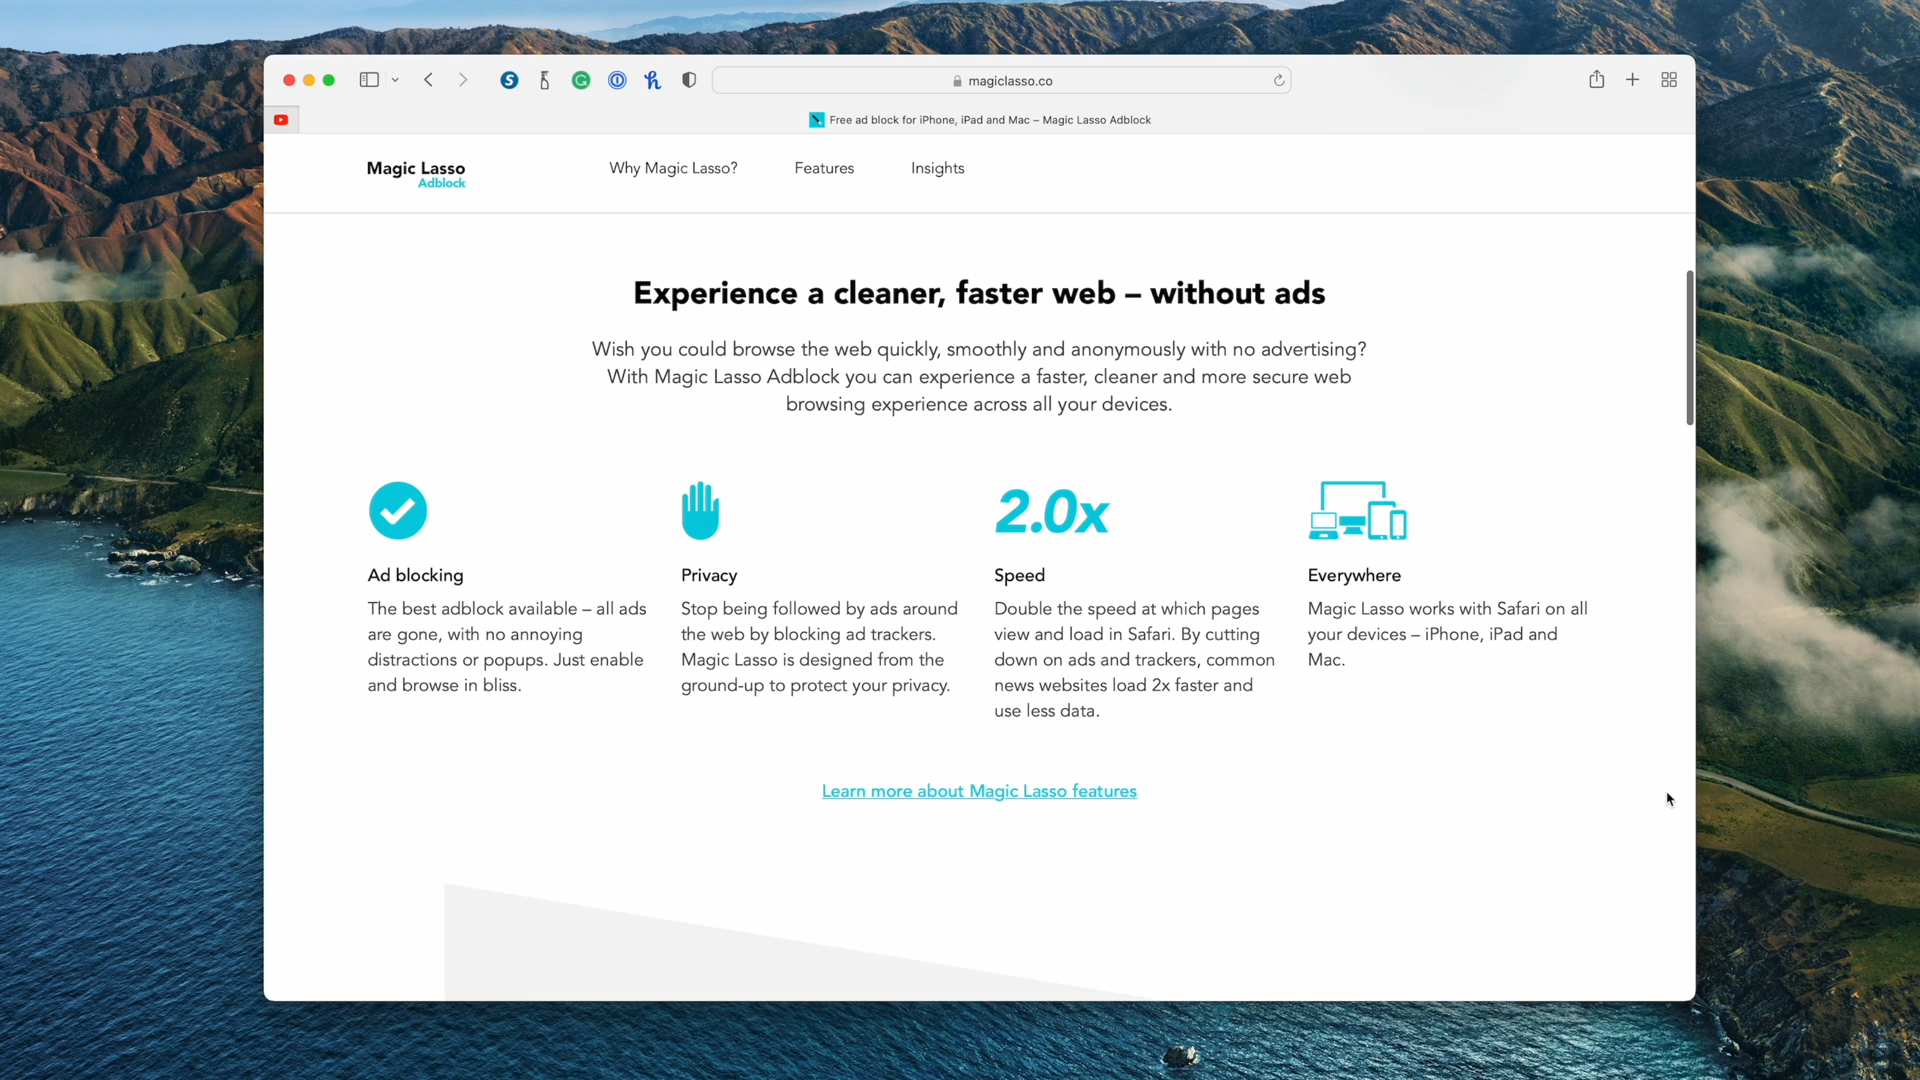 magiclasso.co
Free ad block for iPhone, iPad and Mac – Magic Lasso Adblock
Magic Lasso
Adblock
Why Magic Lasso?
Features
Insights
Experience a cleaner, faster web – without ads
Wish you could browse the web quickly, smoothly and anonymously with no advertising?
With Magic Lasso Adblock you can experience a faster, cleaner and more secure web
browsing experience across all your devices.
Ad blocking
The best adblock available – all ads
are gone, with no annoying
distractions or popups. Just enable
and browse in bliss.
Privacy
Stop being followed by ads around
the web by blocking ad trackers.
Magic Lasso is designed from the
ground-up to protect your privacy.
2.0x
Speed
Double the speed at which pages
view and load in Safari. By cutting
down on ads and trackers, common
news websites load 2x faster and
use less data.
Everywhere
Magic Lasso works with Safari on all
your devices – iPhone, iPad and
Mac.
Learn more about Magic Lasso features